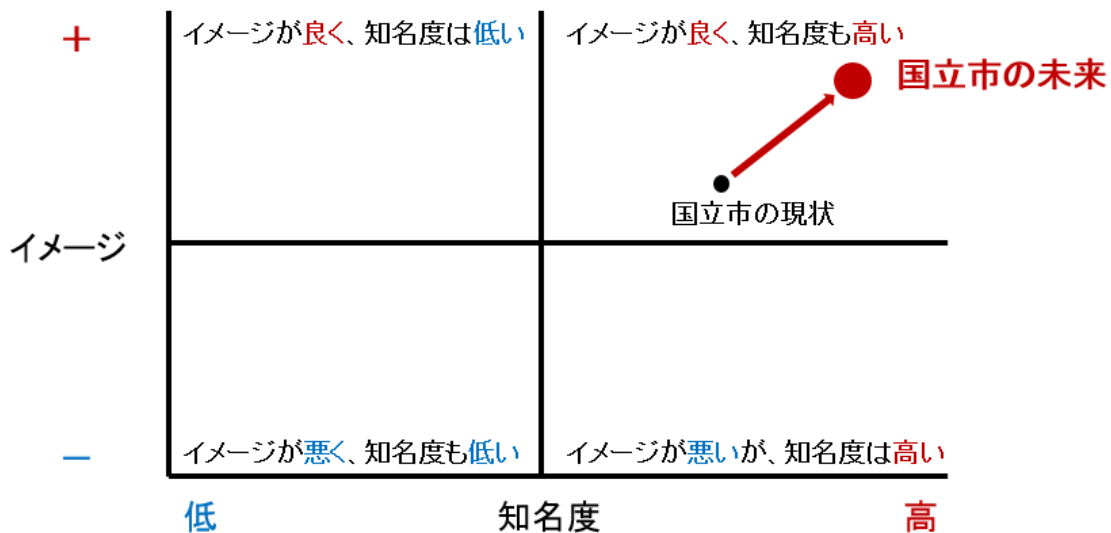 +
イメージが良く、知名度は低い
イメージが良く、知名度も高い
国立市の未来
国立市の現状
イメージ
イメージが悪く、知名度も低い
イメージが悪いが、知名度は高い
−
低
知名度
高